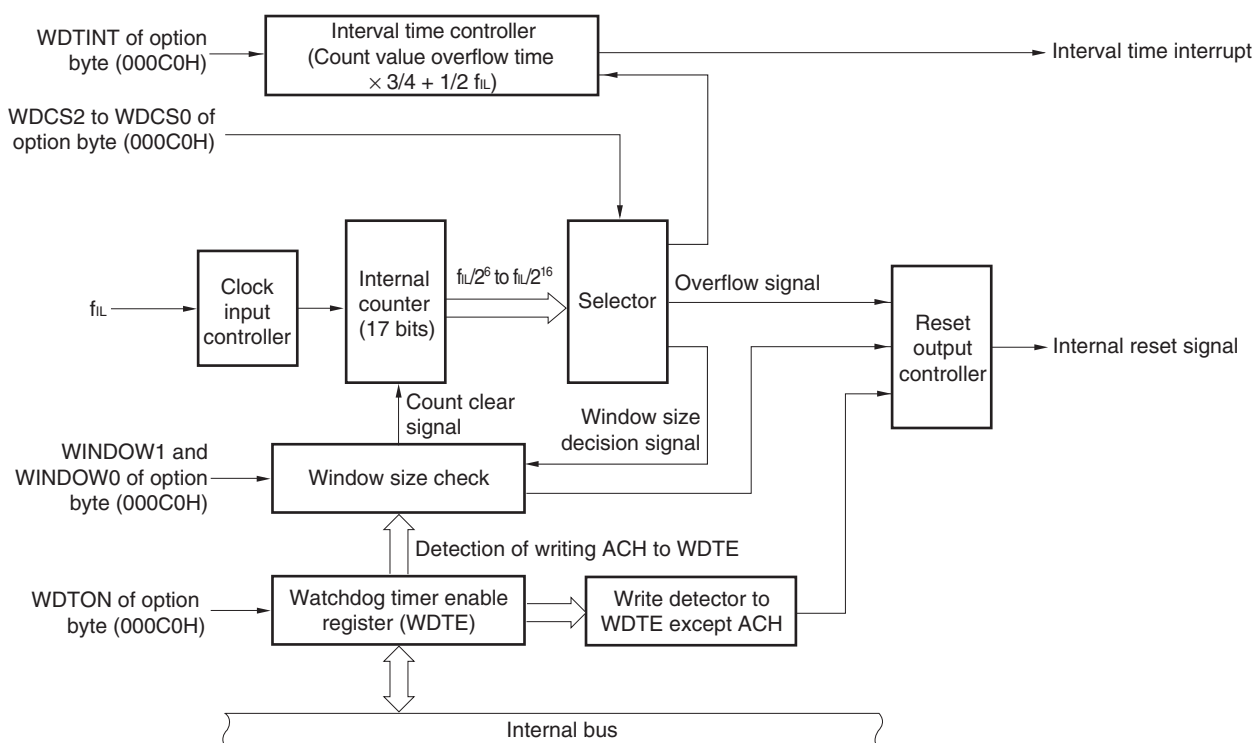 WDTINT of option
byte (000C0H)
Interval time controller
(Count value overflow time
× 3/4 + 1/2 fIL)
Interval time interrupt
WDCS2 to WDCS0 of
option byte (000C0H)
fIL
Clock
input
controller
Internal
counter
(17 bits)
fIL/2⁶ to fIL/2¹⁶
Selector
Overflow signal
Reset
output
controller
Internal reset signal
Count clear
signal
Window size
decision signal
WINDOW1 and
WINDOW0 of option
byte (000C0H)
Window size check
Detection of writing ACH to WDTE
WDTON of option
byte (000C0H)
Watchdog timer enable
register (WDTE)
Write detector to
WDTE except ACH
Internal bus